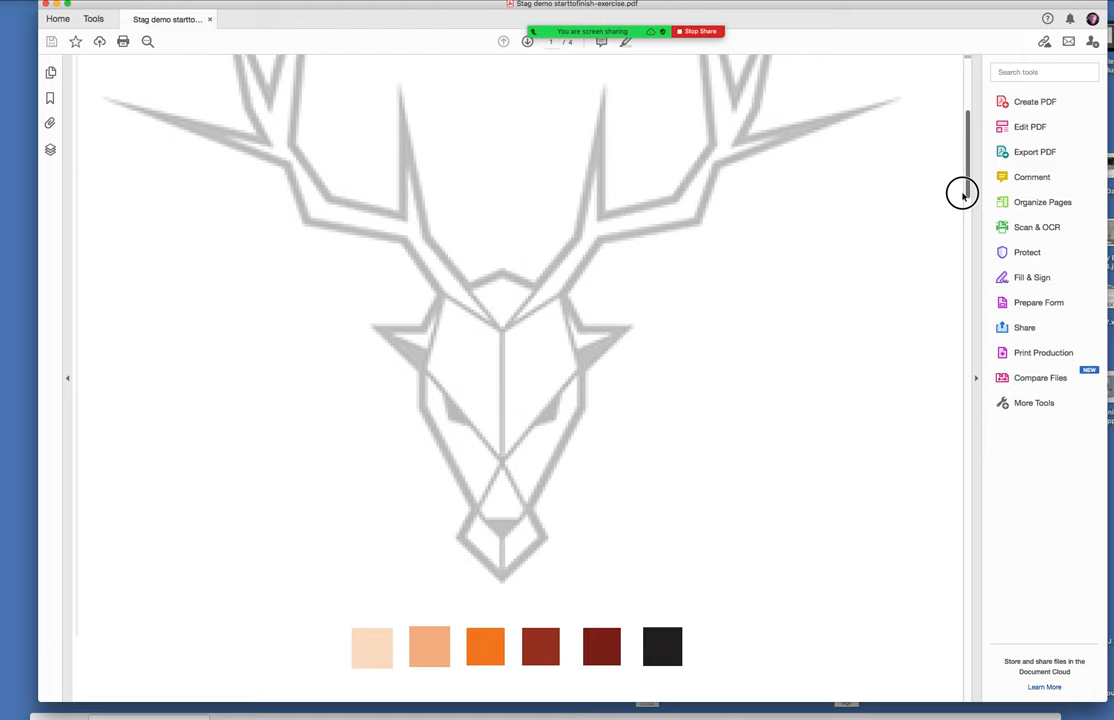 Stag demo starttofinish-exercise.pdf
Home Tools Stag demo startto... ×
You are screen sharing Stop Share
1 / 4
Search tools
Create PDF
Edit PDF
Export PDF
Comment
Organize Pages
Scan & OCR
Protect
Fill & Sign
Prepare Form
Share
Print Production
Compare Files NEW
More Tools
Store and share files in the
Document Cloud
Learn More